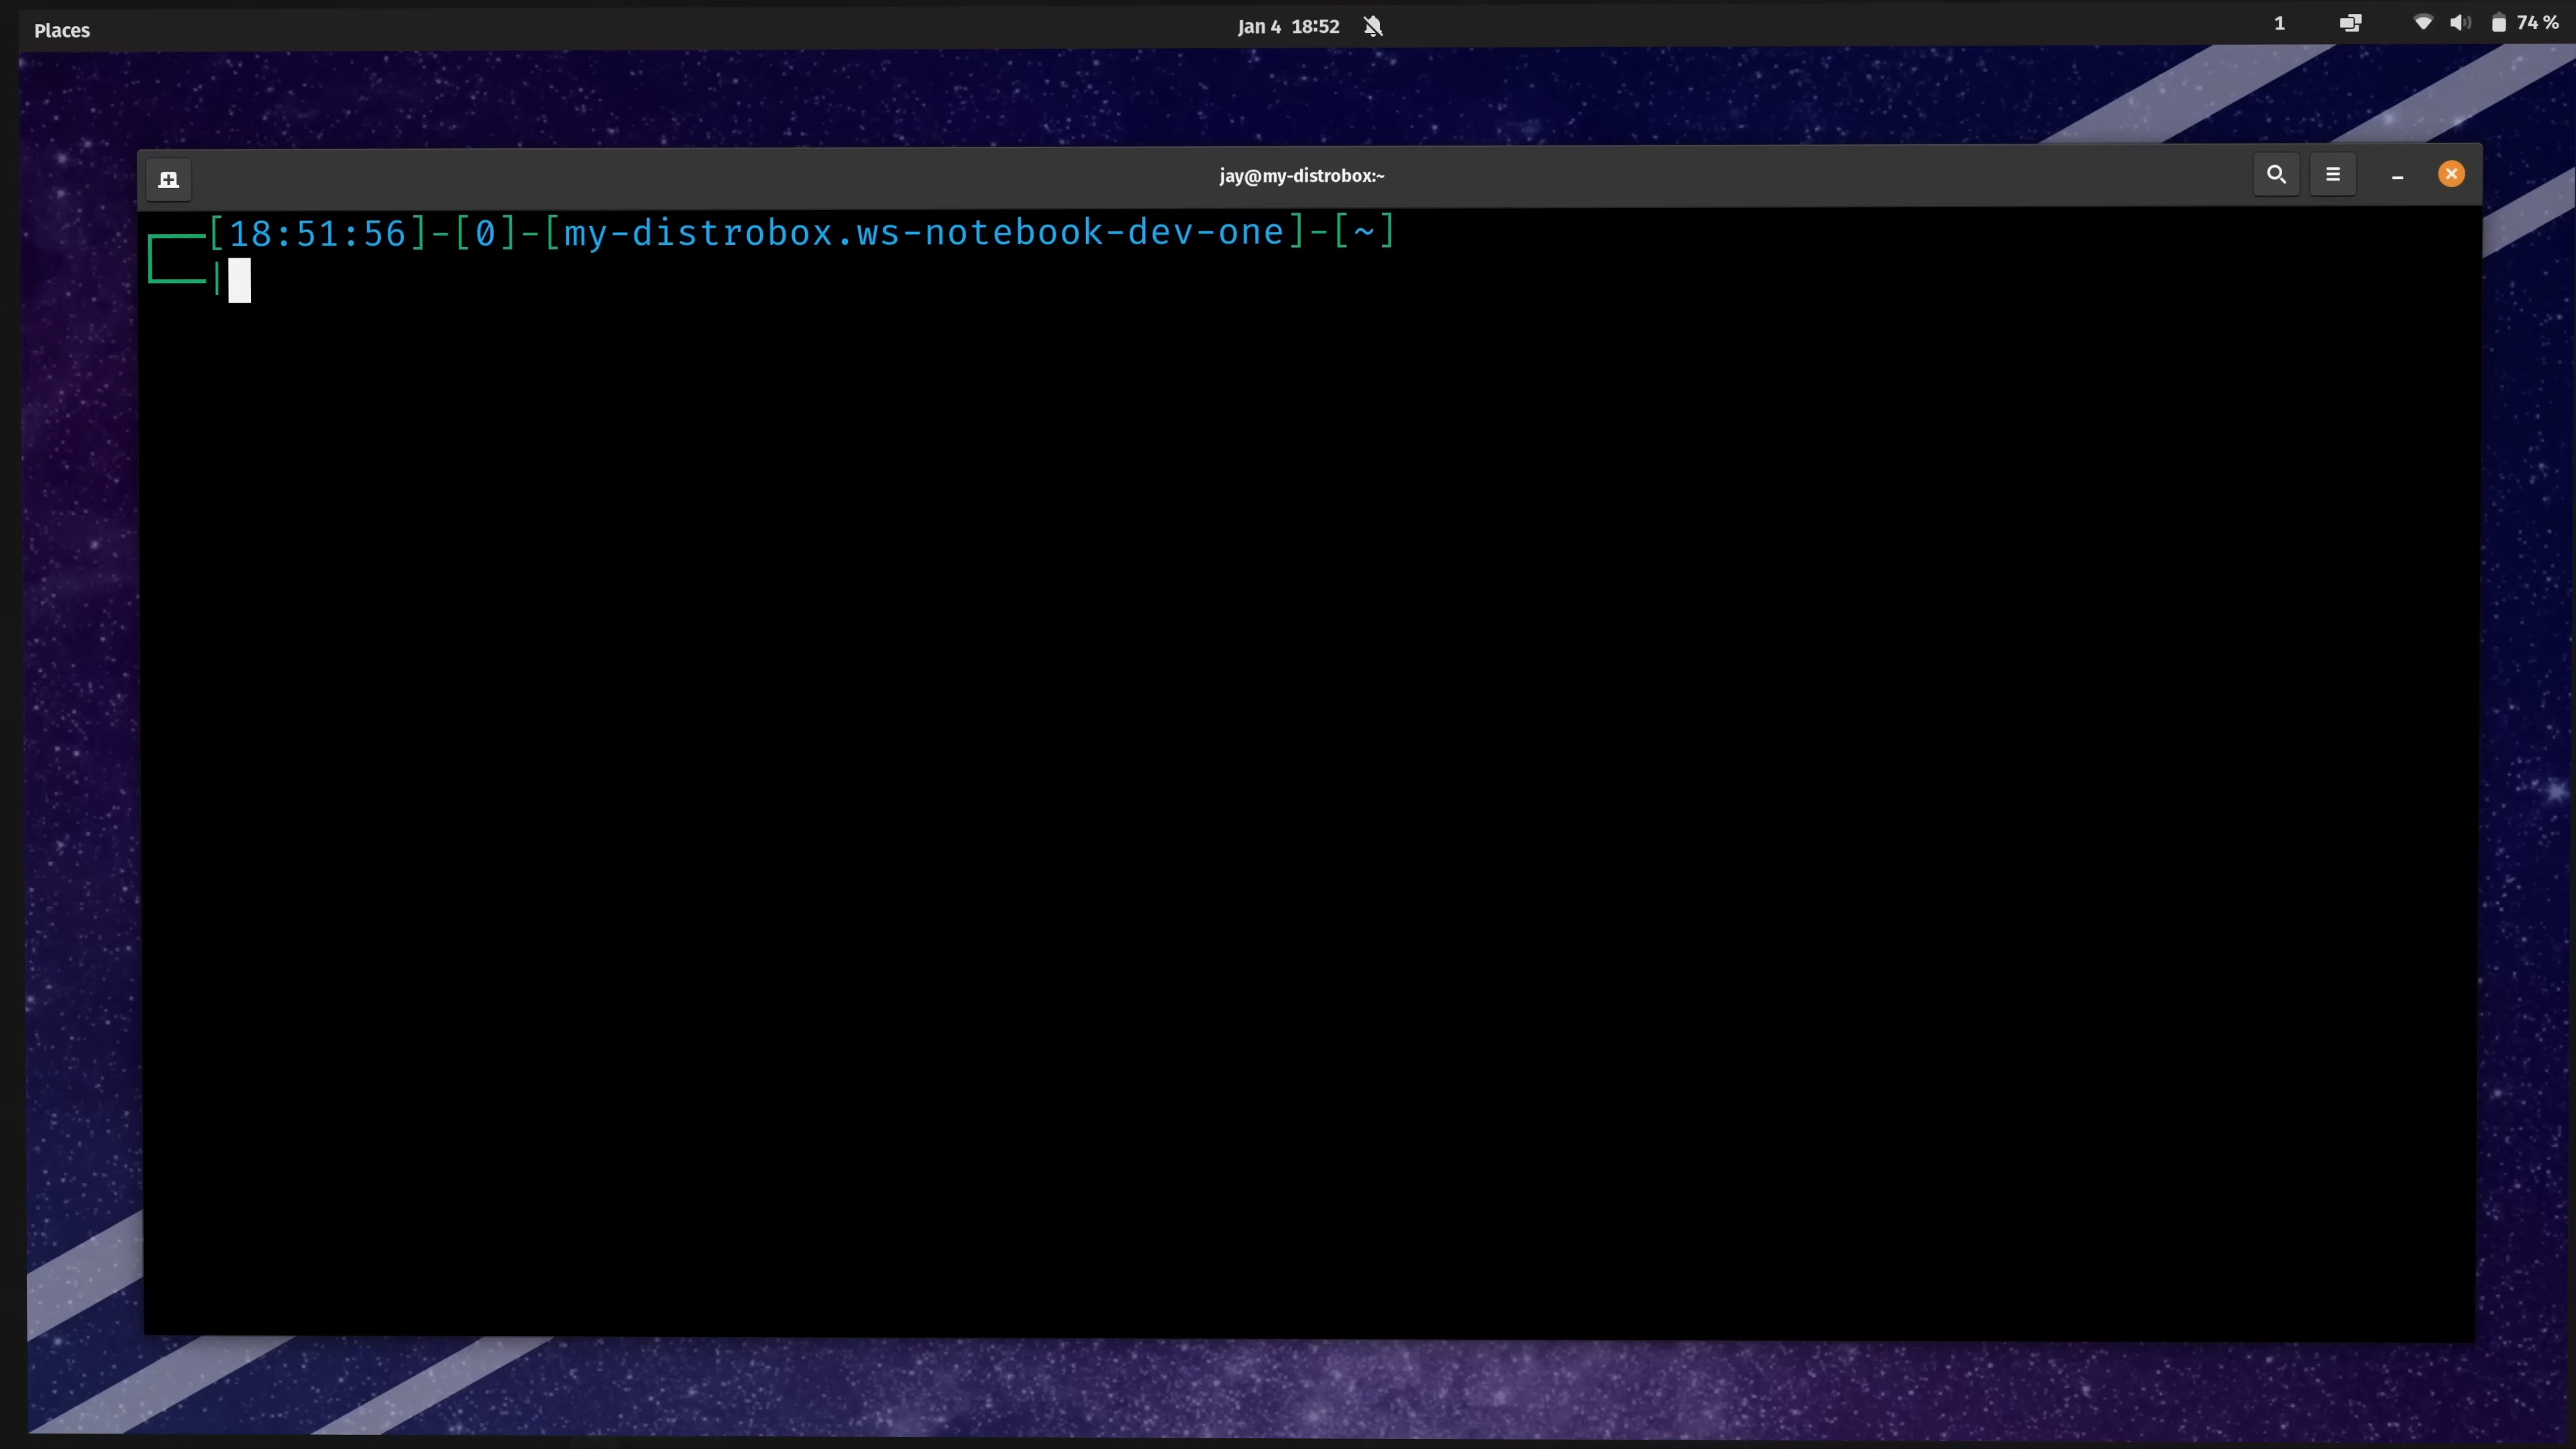 Places
Jan 4 18:52
1
74 %
jay@my-distrobox:~
[18:51:56]-[0]-[my-distrobox.ws-notebook-dev-one]-[~]